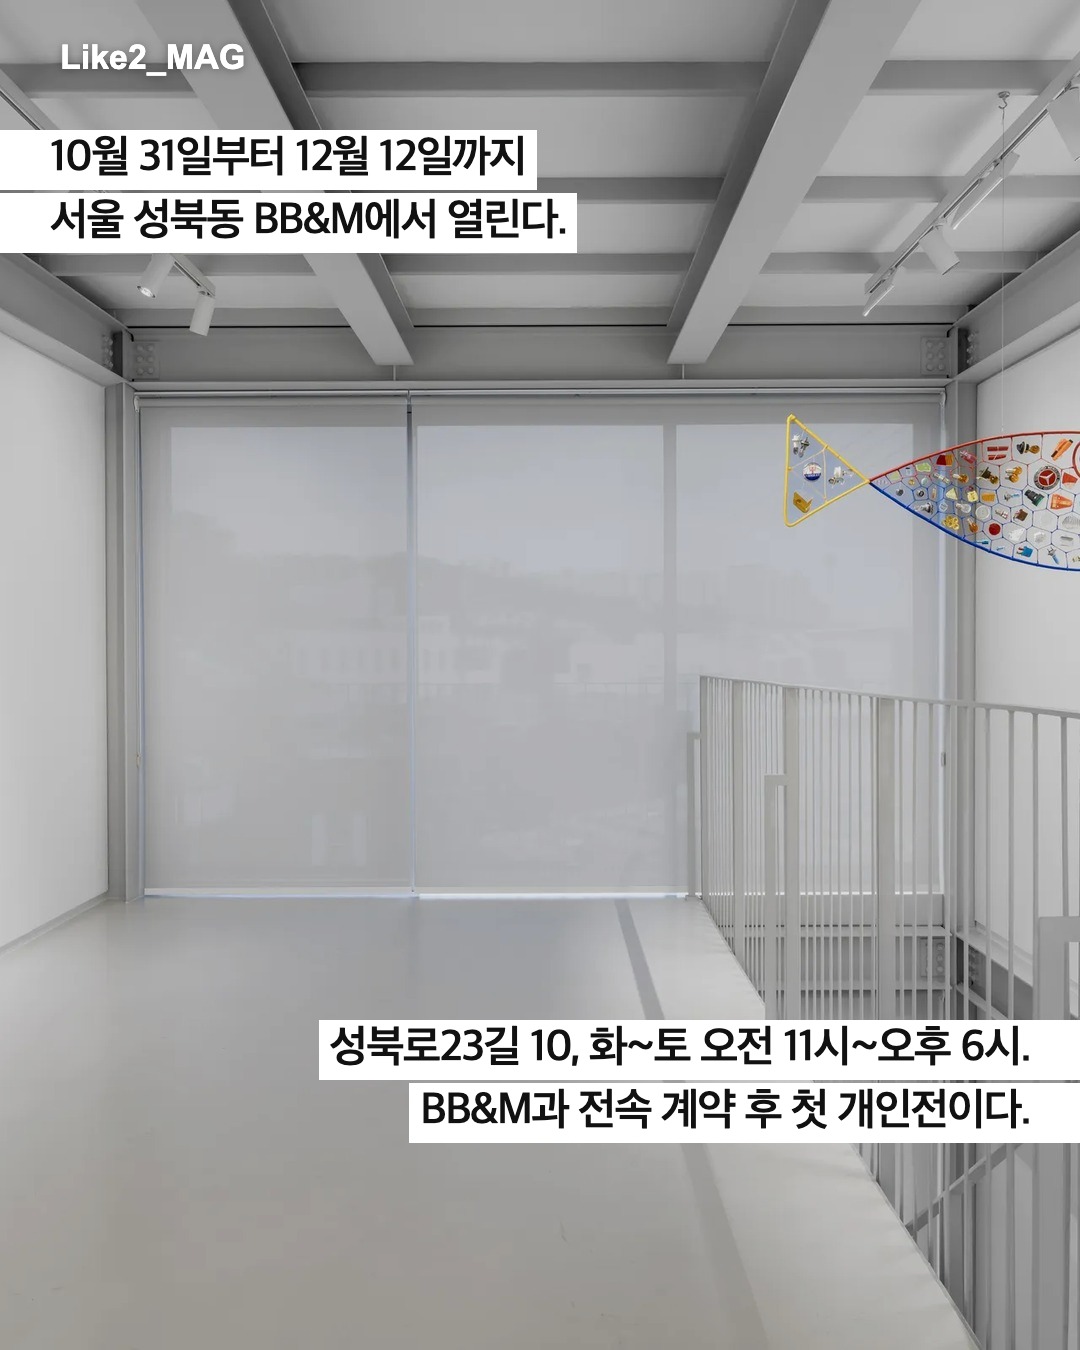 Like2_MAG
10월 31일부터 12월 12일까지
서울 성북동 BB&M에서 열린다.
성북로23길 10, 화~토 오전 11시~오후 6시.
BB&M과 전속 계약 후 첫 개인전이다.